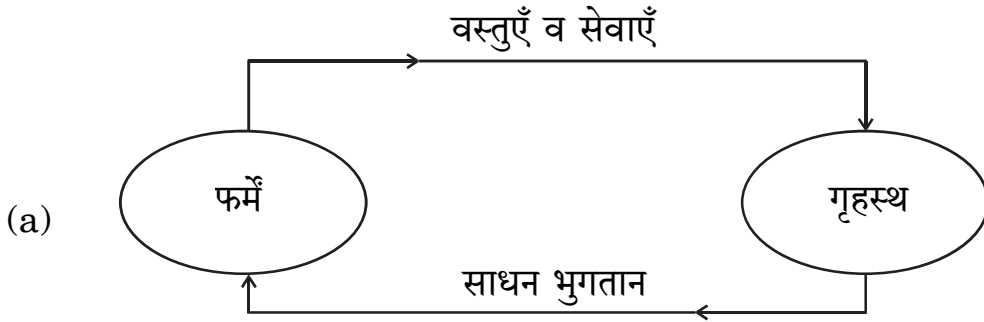 वस्तुएँ व सेवाएँ
फर्में
गृहस्थ
(a)
साधन भुगतान